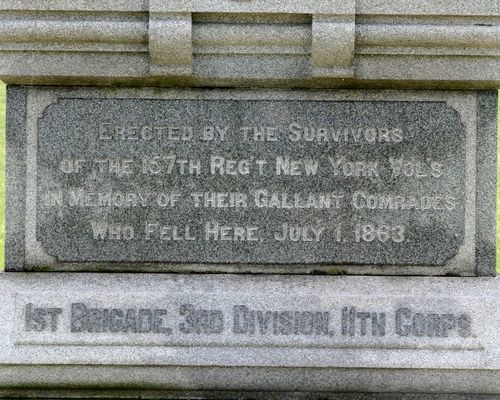 Erected by the Survivors
of the 157th Reg't New York Vol's
in Memory of their Gallant Comrades
Who Fell Here, July 1, 1863.
1st Brigade, 3rd Division, 11th Corps.